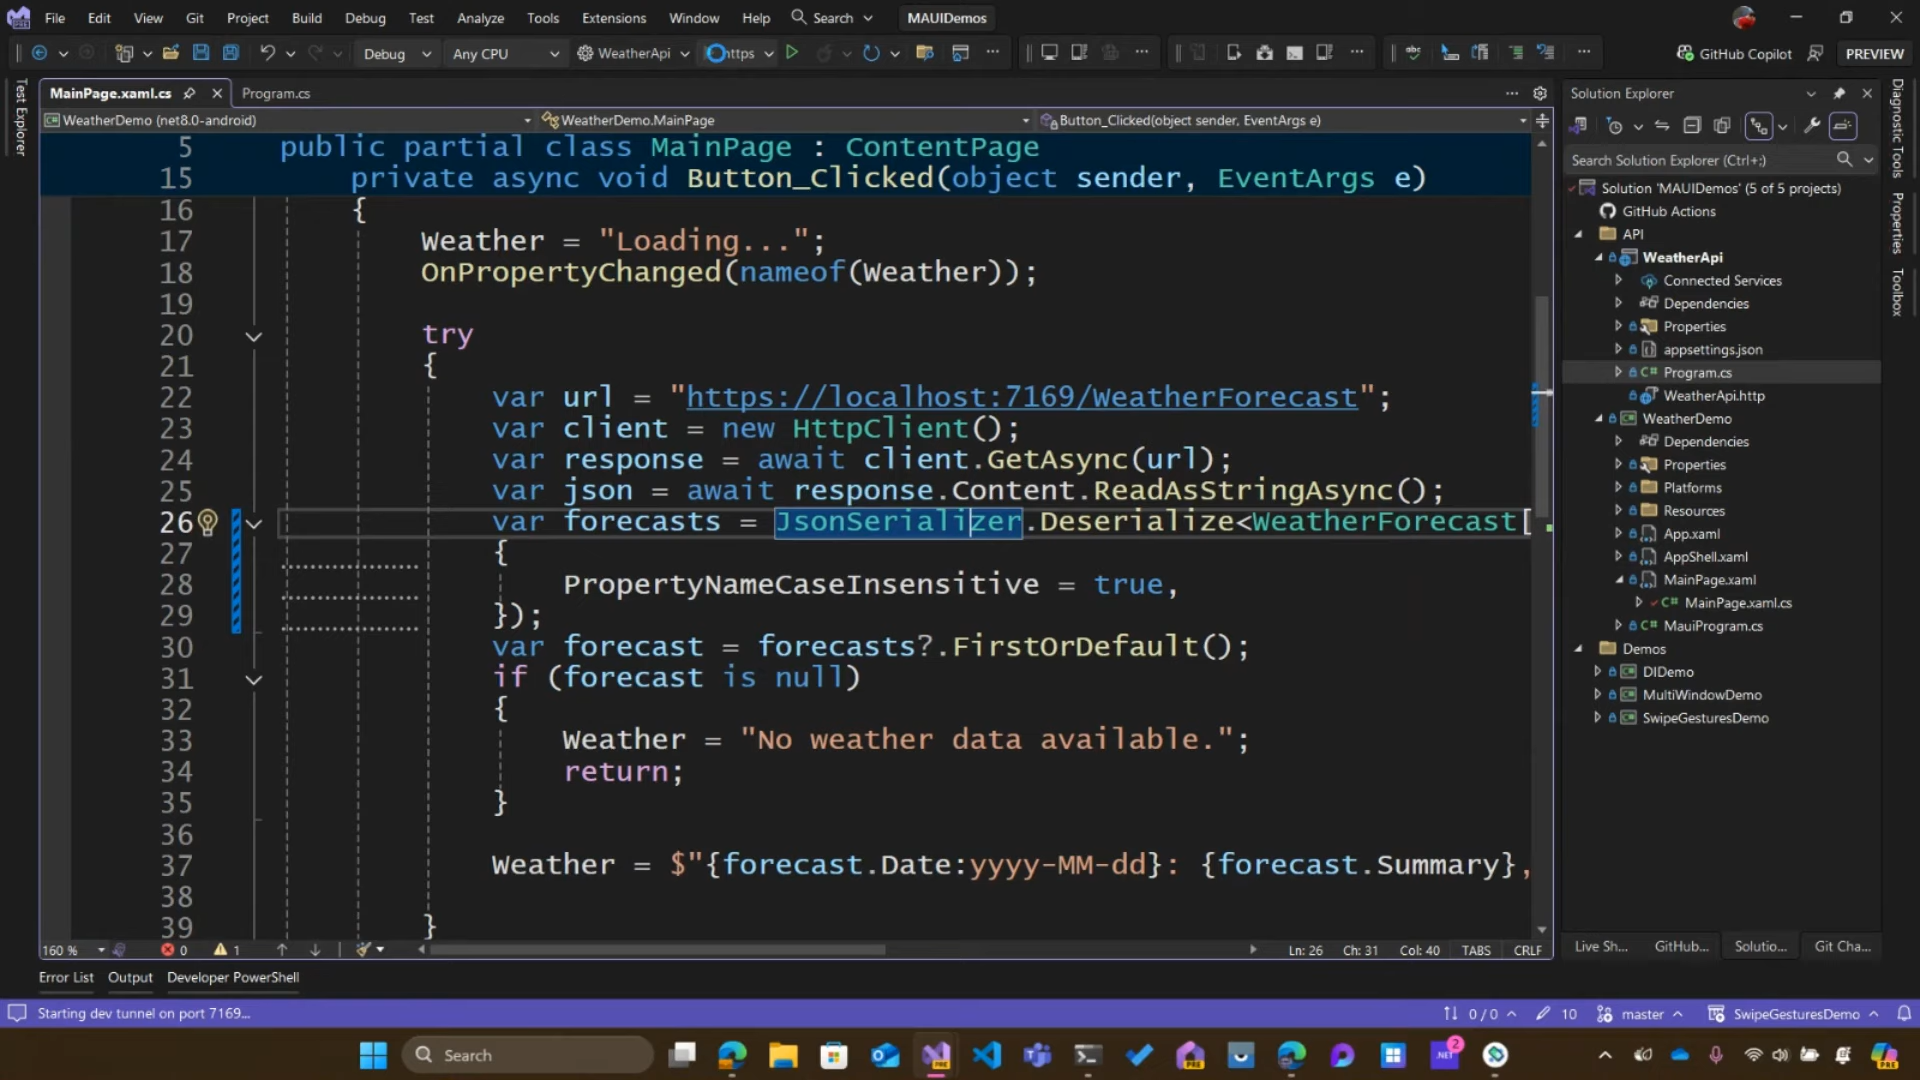 File Edit View Git Project Build Debug Test Analyze Tools Extensions Window Help Search MAUIDemos
Debug Any CPU WeatherApi https GitHub Copilot PREVIEW
Test Explorer
MainPage.xaml.cs Program.cs
WeatherDemo (net8.0-android) WeatherDemo.MainPage Button_Clicked(object sender, EventArgs e)
5 public partial class MainPage : ContentPage
15 private async void Button_Clicked(object sender, EventArgs e)
16 {
17 Weather = "Loading...";
18 OnPropertyChanged(nameof(Weather));
19
20 try
21 {
22 var url = "https://localhost:7169/WeatherForecast";
23 var client = new HttpClient();
24 var response = await client.GetAsync(url);
25 var json = await response.Content.ReadAsStringAsync();
26 var forecasts = JsonSerializer.Deserialize<WeatherForecast[
27 {
28 PropertyNameCaseInsensitive = true,
29 });
30 var forecast = forecasts?.FirstOrDefault();
31 if (forecast is null)
32 {
33 Weather = "No weather data available.";
34 return;
35 }
36
37 Weather = $"{forecast.Date:yyyy-MM-dd}: {forecast.Summary},
38
39 }
160 % 0 1 Ln: 26 Ch: 31 Col: 40 TABS CRLF
Solution Explorer
Search Solution Explorer (Ctrl+;)
Solution 'MAUIDemos' (5 of 5 projects)
GitHub Actions
API
WeatherApi
Connected Services
Dependencies
Properties
appsettings.json
C# Program.cs
WeatherApi.http
WeatherDemo
Dependencies
Properties
Platforms
Resources
App.xaml
AppShell.xaml
MainPage.xaml
C# MainPage.xaml.cs
C# MauiProgram.cs
Demos
DIDemo
MultiWindowDemo
SwipeGesturesDemo
Live Sh... GitHub... Solutio... Git Cha...
Diagnostic Tools
Properties
Toolbox
Error List Output Developer PowerShell
Starting dev tunnel on port 7169... 0 / 0 10 master SwipeGesturesDemo
Search PRE .NET 2 PRE